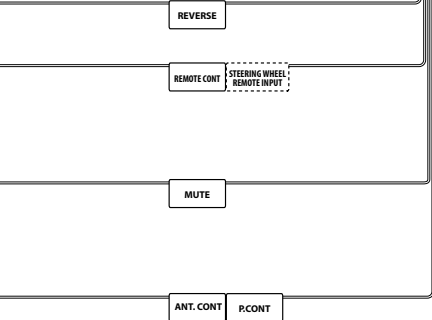 REVERSE
REMOTE CONT
STEERING WHEEL
REMOTE INPUT
MUTE
ANT. CONT
P.CONT